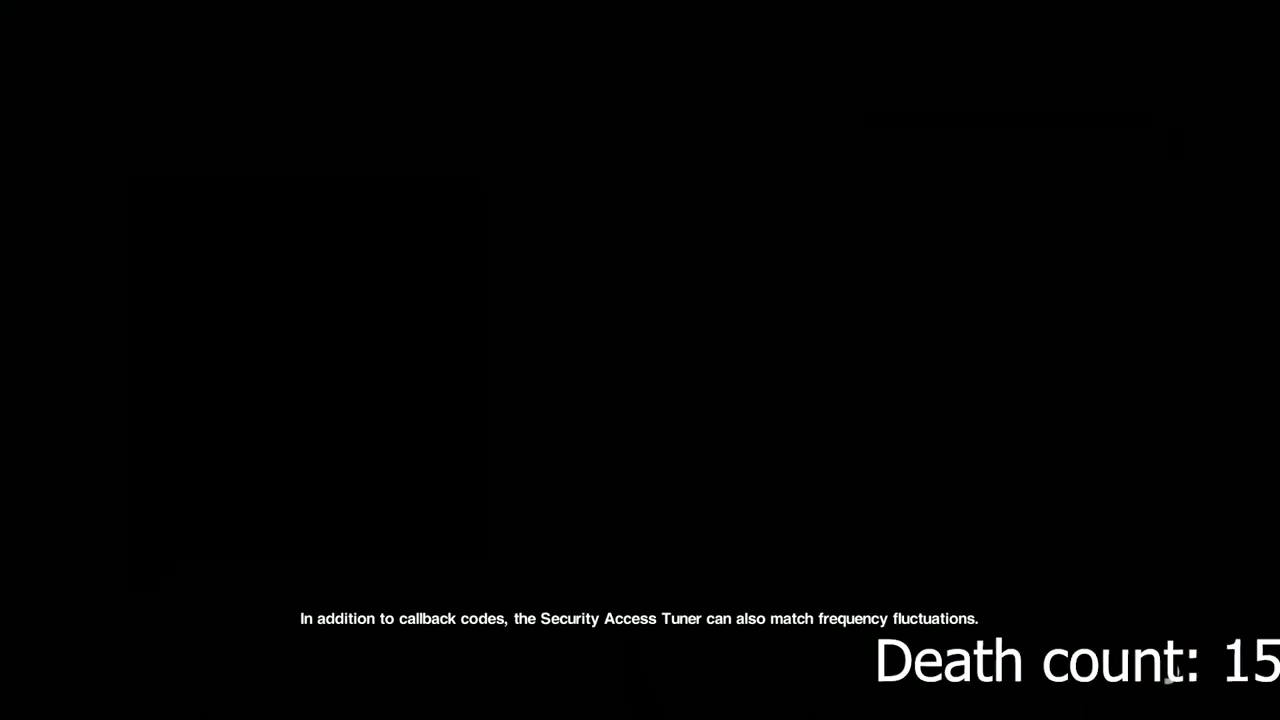 In addition to callback codes, the Security Access Tuner can also match frequency fluctuations.
Death count: 15